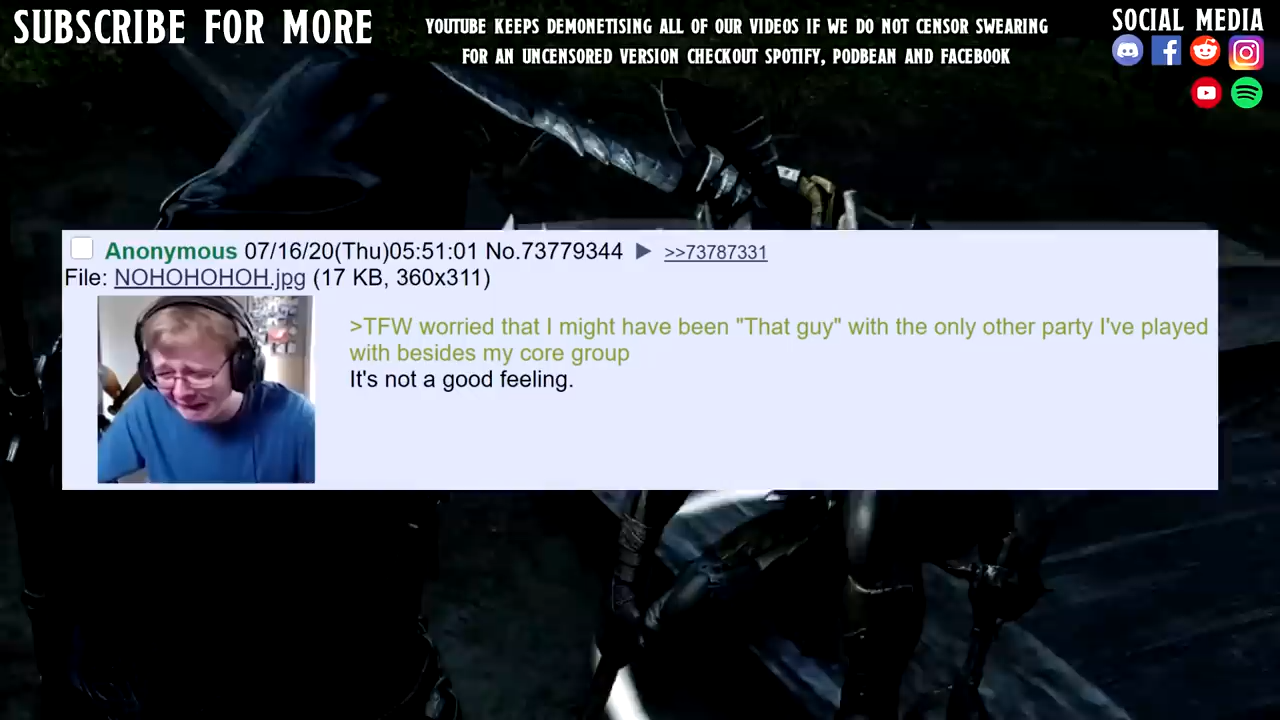 SUBSCRIBE FOR MORE
YOUTUBE KEEPS DEMONETISING ALL OF OUR VIDEOS IF WE DO NOT CENSOR SWEARING
FOR AN UNCENSORED VERSION CHECKOUT SPOTIFY, PODBEAN AND FACEBOOK
SOCIAL MEDIA
Anonymous 07/16/20(Thu)05:51:01 No.73779344 ▶ >>73787331
File: NOHOHOHOH.jpg (17 KB, 360x311)
>TFW worried that I might have been "That guy" with the only other party I've played
with besides my core group
It's not a good feeling.